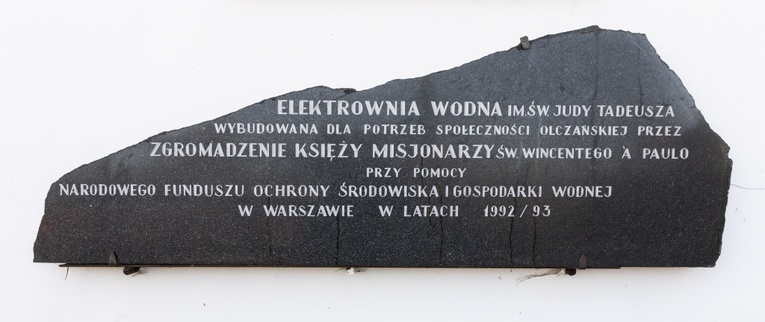 ELEKTROWNIA WODNA IM.ŚW. JUDY TADEUSZA
WYBUDOWANA DLA POTRZEB SPOŁECZNOŚCI OLCZAŃSKIEJ PRZEZ
ZGROMADZENIE KSIĘŻY MISJONARZY ŚW. WINCENTEGO À PAULO
PRZY POMOCY
NARODOWEGO FUNDUSZU OCHRONY ŚRODOWISKA I GOSPODARKI WODNEJ
W WARSZAWIE W LATACH 1992/93